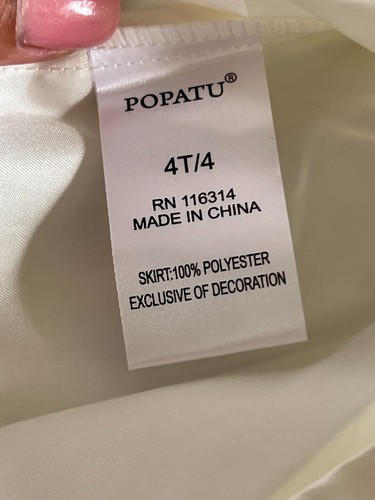 POPATU®
4T/4
RN 116314
MADE IN CHINA
SKIRT:100% POLYESTER
EXCLUSIVE OF DECORATION